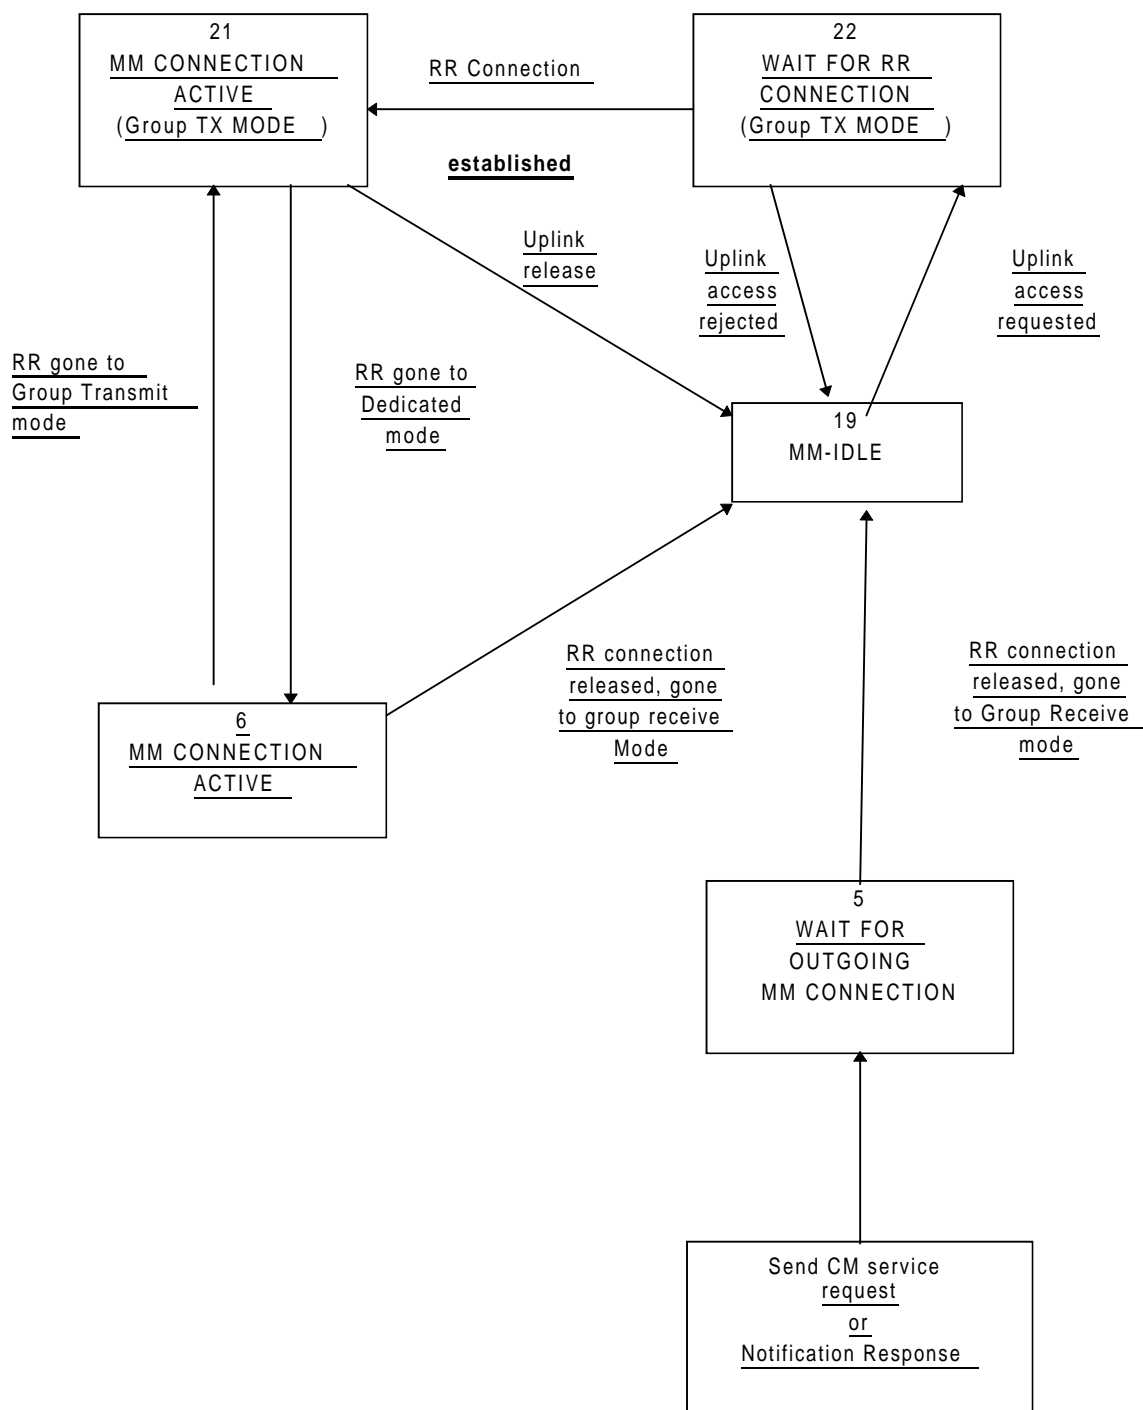 21
MM CONNECTION
ACTIVE
(Group TX MODE )
RR Connection
established
22
WAIT FOR RR
CONNECTION
(Group TX MODE )
Uplink
release
Uplink
access
rejected
Uplink
access
requested
RR gone to
Group Transmit
mode
RR gone to
Dedicated
mode
19
MM-IDLE
RR connection
released, gone
to group receive
Mode
RR connection
released, gone
to Group Receive
mode
6
MM CONNECTION
ACTIVE
5
WAIT FOR
OUTGOING
MM CONNECTION
Send CM service
request
or
Notification Response